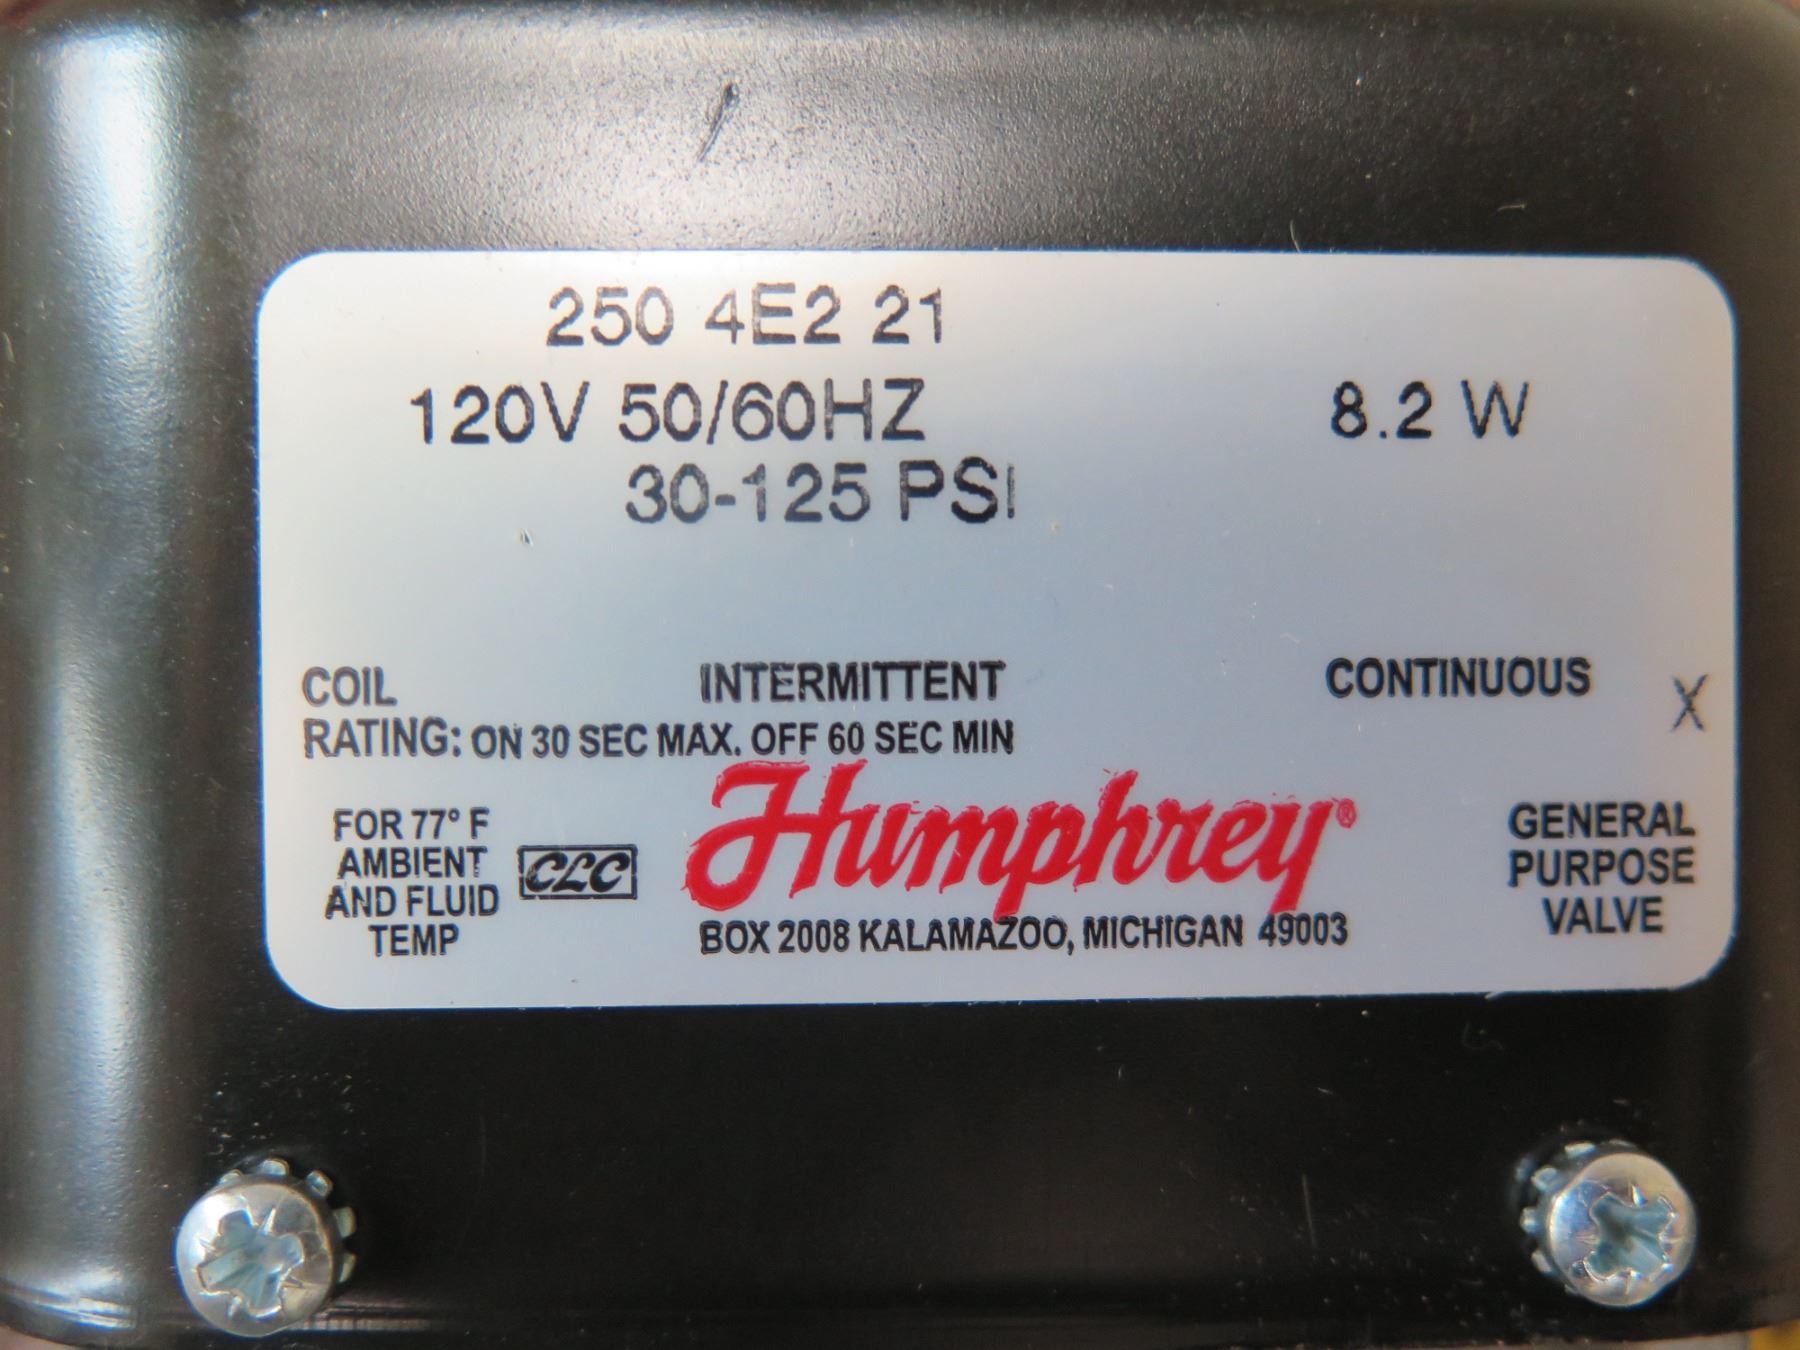 250 4E2 21
120V 50/60HZ 8.2 W
30-125 PSI
COIL INTERMITTENT CONTINUOUS X
RATING: ON 30 SEC MAX. OFF 60 SEC MIN
FOR 77° F
AMBIENT
AND FLUID
TEMP
CLC
Humphrey®
BOX 2008 KALAMAZOO, MICHIGAN 49003
GENERAL
PURPOSE
VALVE